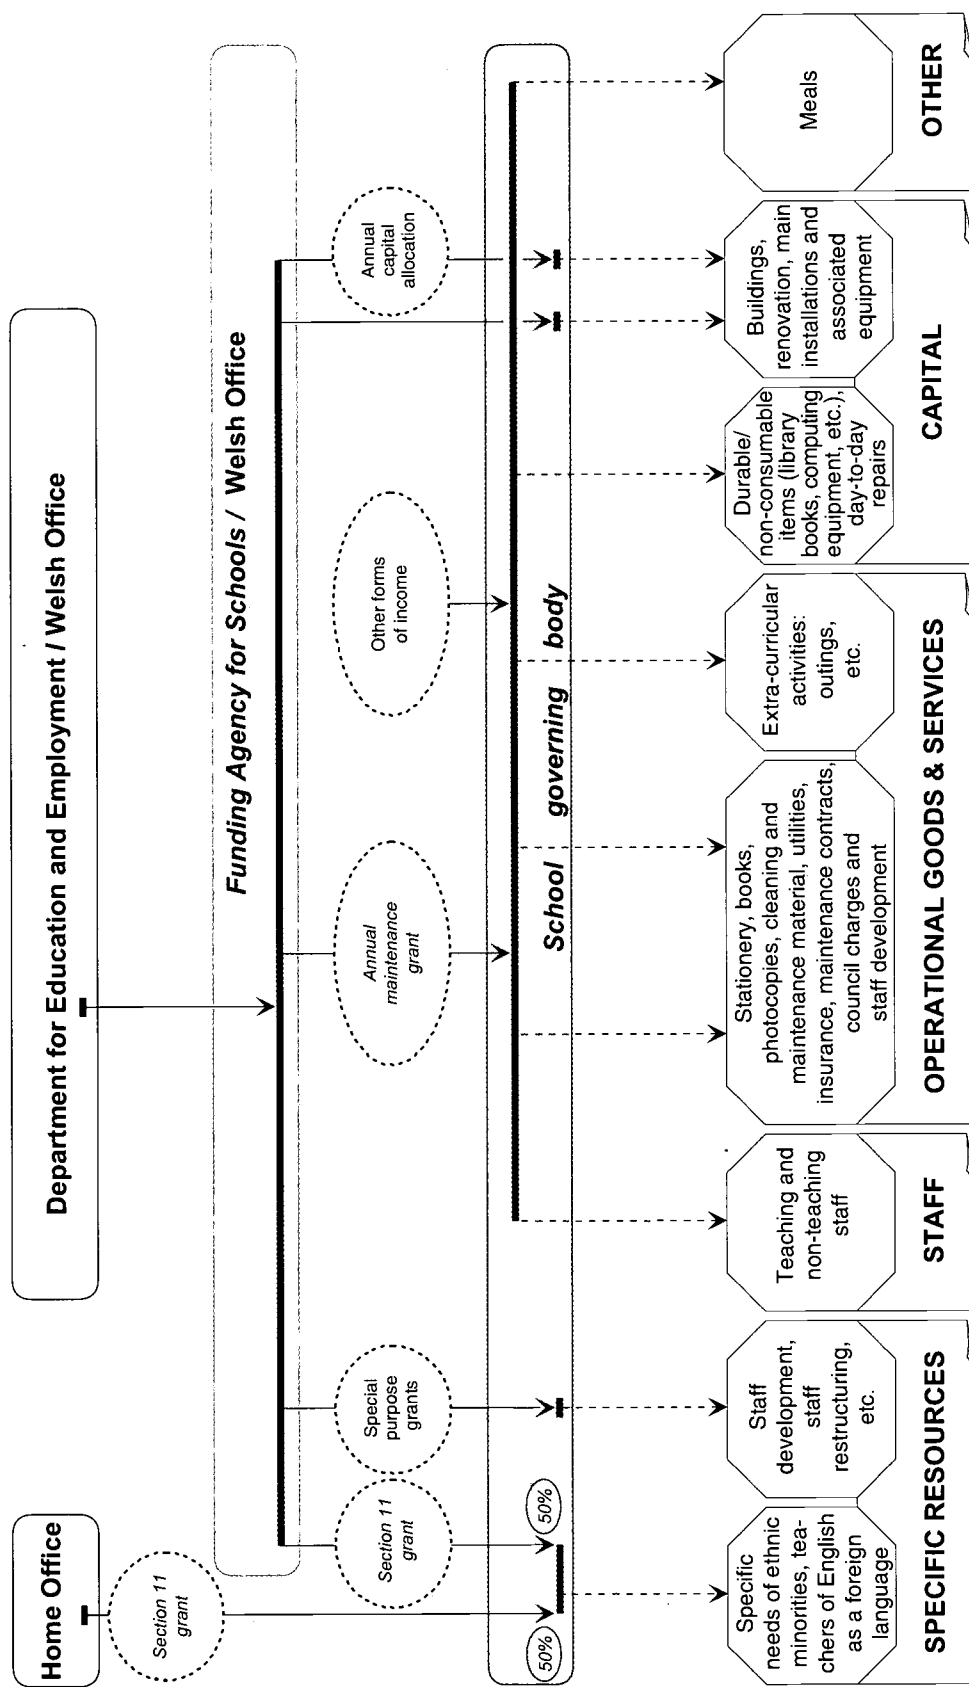 Home Office
Department for Education and Employment / Welsh Office
Section 11
grant
Funding Agency for Schools / Welsh Office
Section 11
grant
Special
purpose
grants
Annual
maintenance
grant
Other forms
of income
Annual
capital
allocation
50%
50%
School governing body
Specific
needs of ethnic
minorities, tea-
chers of English
as a foreign
language
Staff
development,
staff
restructuring,
etc.
Teaching and
non-teaching
staff
Stationery, books,
photocopies, cleaning and
maintenance material, utilities,
insurance, maintenance contracts,
council charges and
staff development
Extra-curricular
activities:
outings,
etc.
Durable/
non-consumable
items (library
books, computing
equipment, etc.),
day-to-day
repairs
Buildings,
renovation, main
installations and
associated
equipment
Meals
SPECIFIC RESOURCES
STAFF
OPERATIONAL GOODS & SERVICES
CAPITAL
OTHER